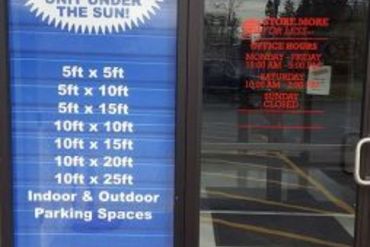 UNIT UNDER
THE SUN!
5ft x 5ft
5ft x 10ft
5ft x 15ft
10ft x 10ft
10ft x 15ft
10ft x 20ft
10ft x 25ft
Indoor & Outdoor
Parking Spaces
STORE MORE
FOR LESS
OFFICE HOURS
MONDAY - FRIDAY
SATURDAY
SUNDAY
CLOSED